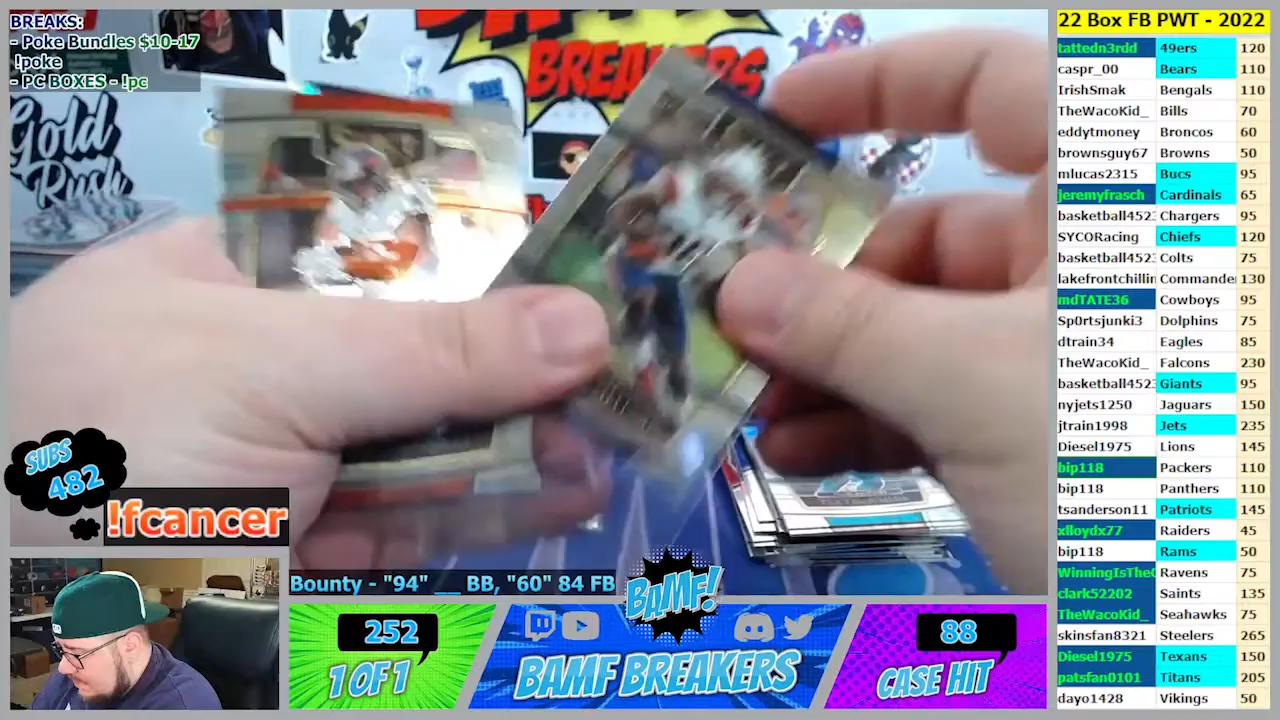 BREAKS:
- Poke Bundles $10-17
!poke
- PC BOXES - !pc
BREAKERS
Gold
Rush
SUBS
482
!fcancer
Bounty - "94" __ BB, "60" 84 FB
BAMF!
252
1 OF 1
BAMF BREAKERS
88
CASE HIT
22 Box FB PWT - 2022
tattedn3rdd 49ers 120
caspr_00 Bears 110
IrishSmak Bengals 110
TheWacoKid_ Bills 70
eddytmoney Broncos 60
brownsguy67 Browns 50
mlucas2315 Bucs 95
jeremyfrasch Cardinals 65
basketball4523 Chargers 95
SYCORacing Chiefs 120
basketball4523 Colts 75
lakefrontchillin Commande 130
mdTATE36 Cowboys 95
Sp0rtsjunki3 Dolphins 75
dtrain34 Eagles 85
TheWacoKid_ Falcons 230
basketball4523 Giants 95
nyjets1250 Jaguars 150
jtrain1998 Jets 235
Diesel1975 Lions 145
bip118 Packers 110
bip118 Panthers 110
tsanderson11 Patriots 145
xlloydx77 Raiders 45
bip118 Rams 50
WinningIsTheO Ravens 75
clark52202 Saints 135
TheWacoKid_ Seahawks 75
skinsfan8321 Steelers 265
Diesel1975 Texans 150
patsfan0101 Titans 205
dayo1428 Vikings 50